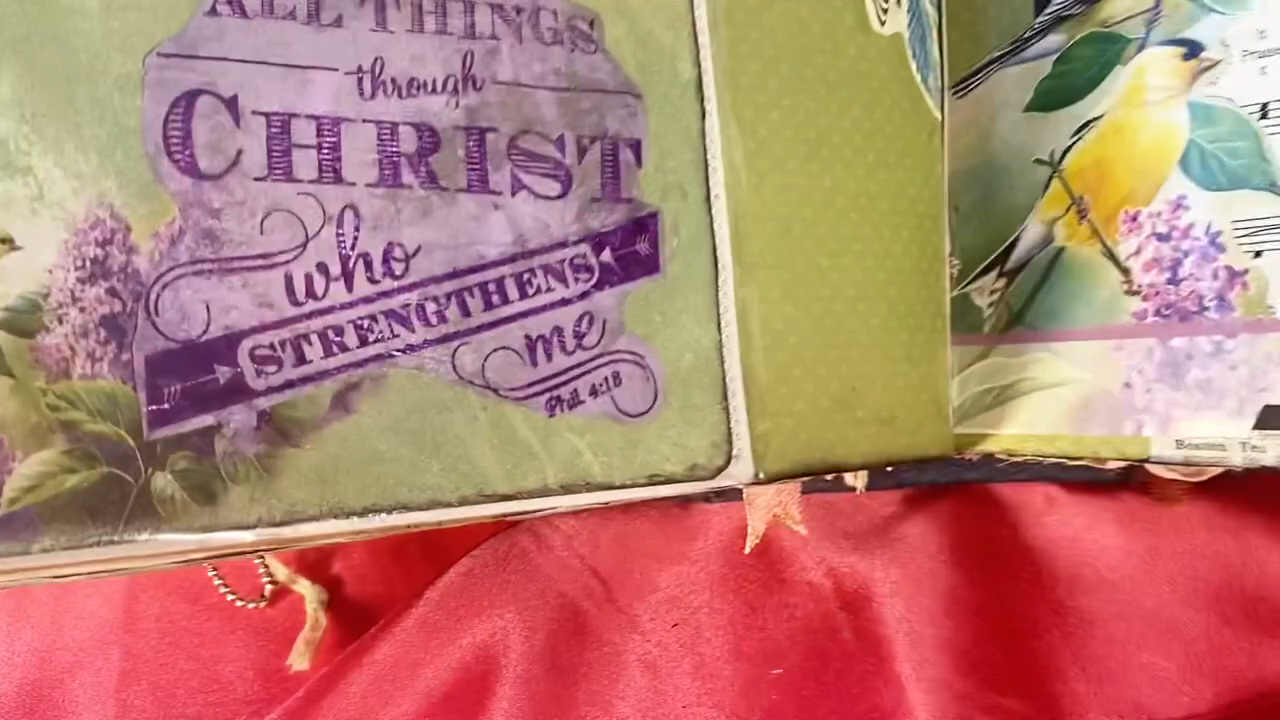 ALL THINGS
through
CHRIST
who
STRENGTHENS
me
Phil. 4:13